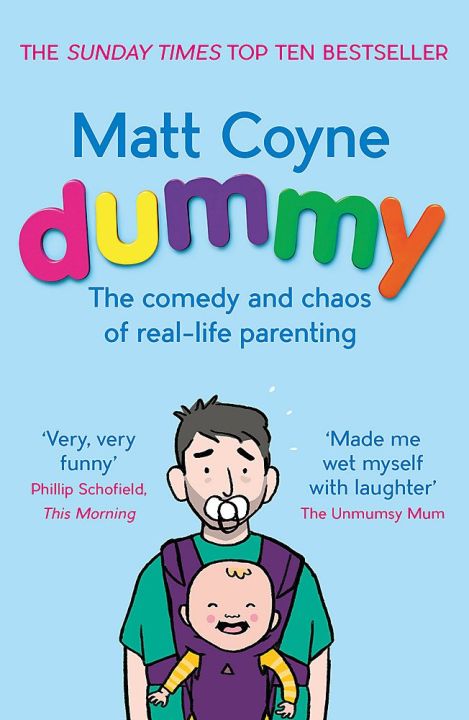 THE SUNDAY TIMES TOP TEN BESTSELLER
Matt Coyne
dummy
The comedy and chaos
of real-life parenting
‘Very, very
funny’
Phillip Schofield,
This Morning
‘Made me
wet myself
with laughter’
The Unmumsy Mum